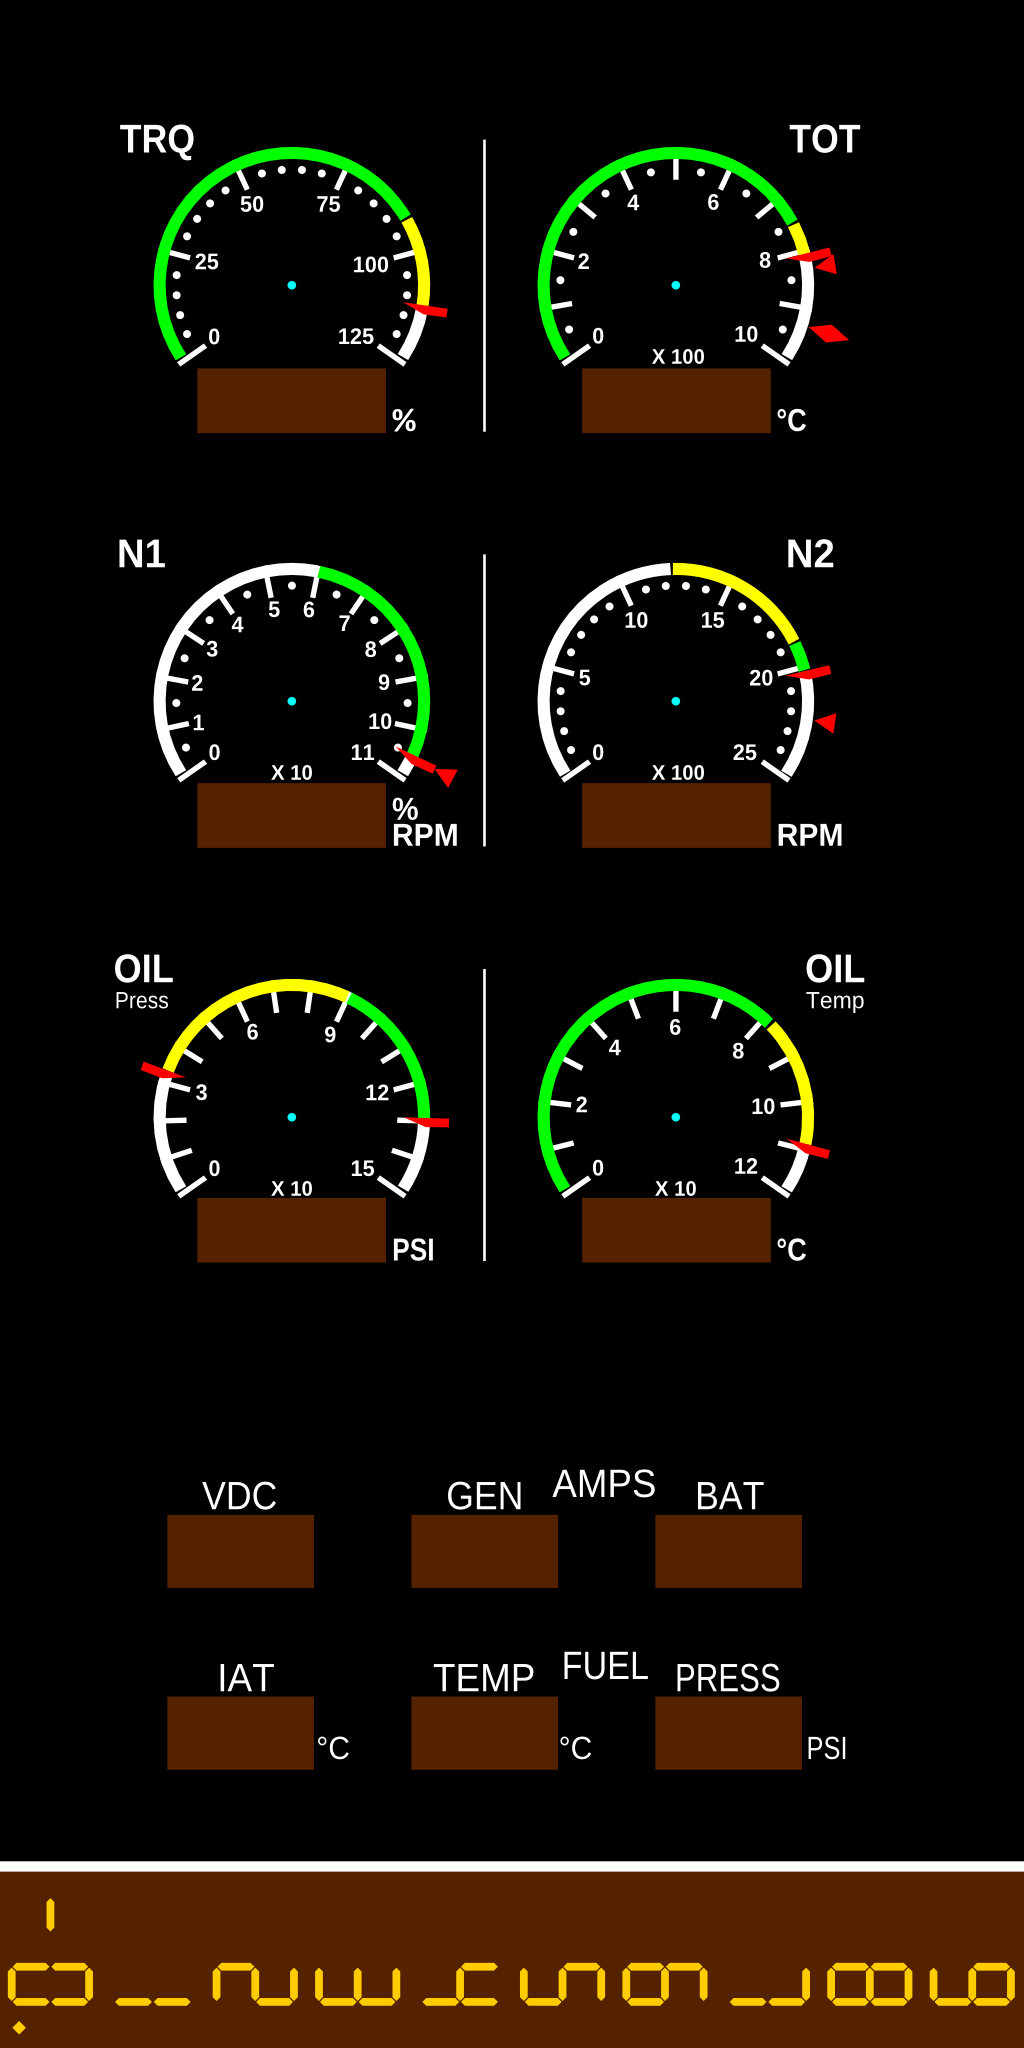 TRQ
TOT
50 75
25 100
0 125
%
4 6
2 8
0 10
X 100
°C
N1
N2
5 6
4 7
3 8
2 9
1 10
0 11
X 10
%
RPM
10 15
5 20
0 25
X 100
RPM
OIL
Press
OIL
Temp
6 9
3 12
0 15
X 10
PSI
6
4 8
2 10
0 12
X 10
°C
AMPS
VDC GEN BAT
FUEL
IAT TEMP PRESS
°C °C PSI